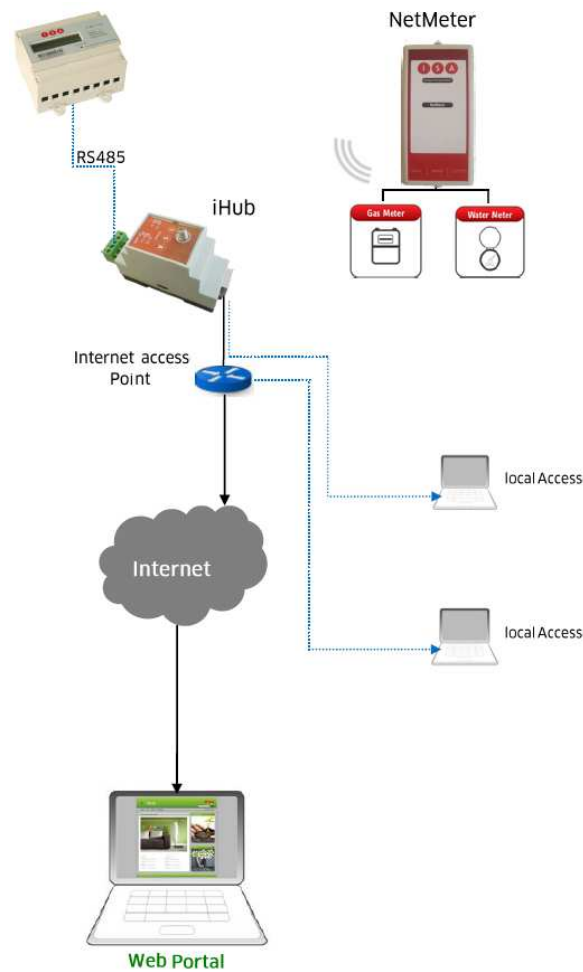 NetMeter
I S A
RS485
iHub
Gas Meter
Water Meter
Internet access
Point
local Access
Internet
local Access
Web Portal